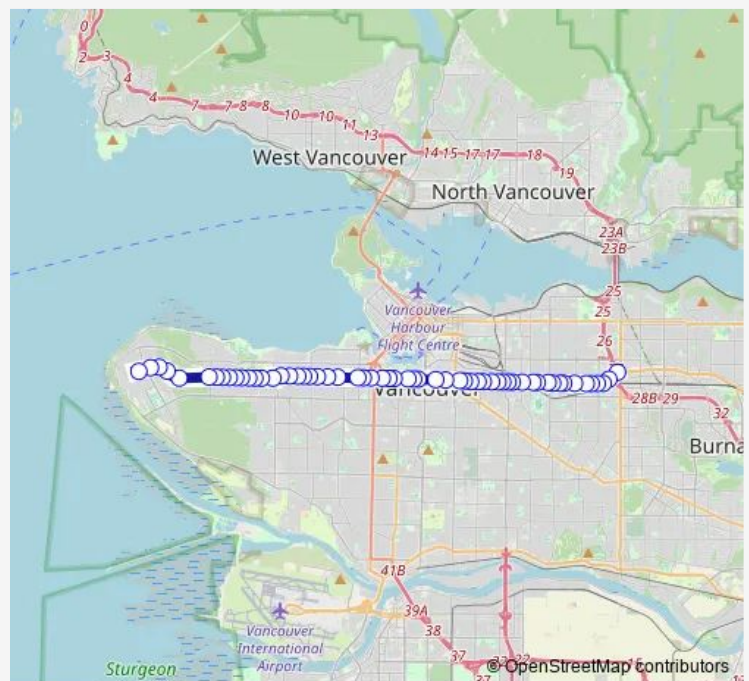 0
2
3
4
4
7
7
8
8
10
10
11
13
14
15
17
17
18
19
West Vancouver
North Vancouver
23A
23B
25
25
26
Vancouver
Harbour
Flight Centre
Vancouver
28B
29
32
Burna
41B
39A
38
37
Vancouver
International
Airport
Sturgeon
© OpenStreetMap contributors